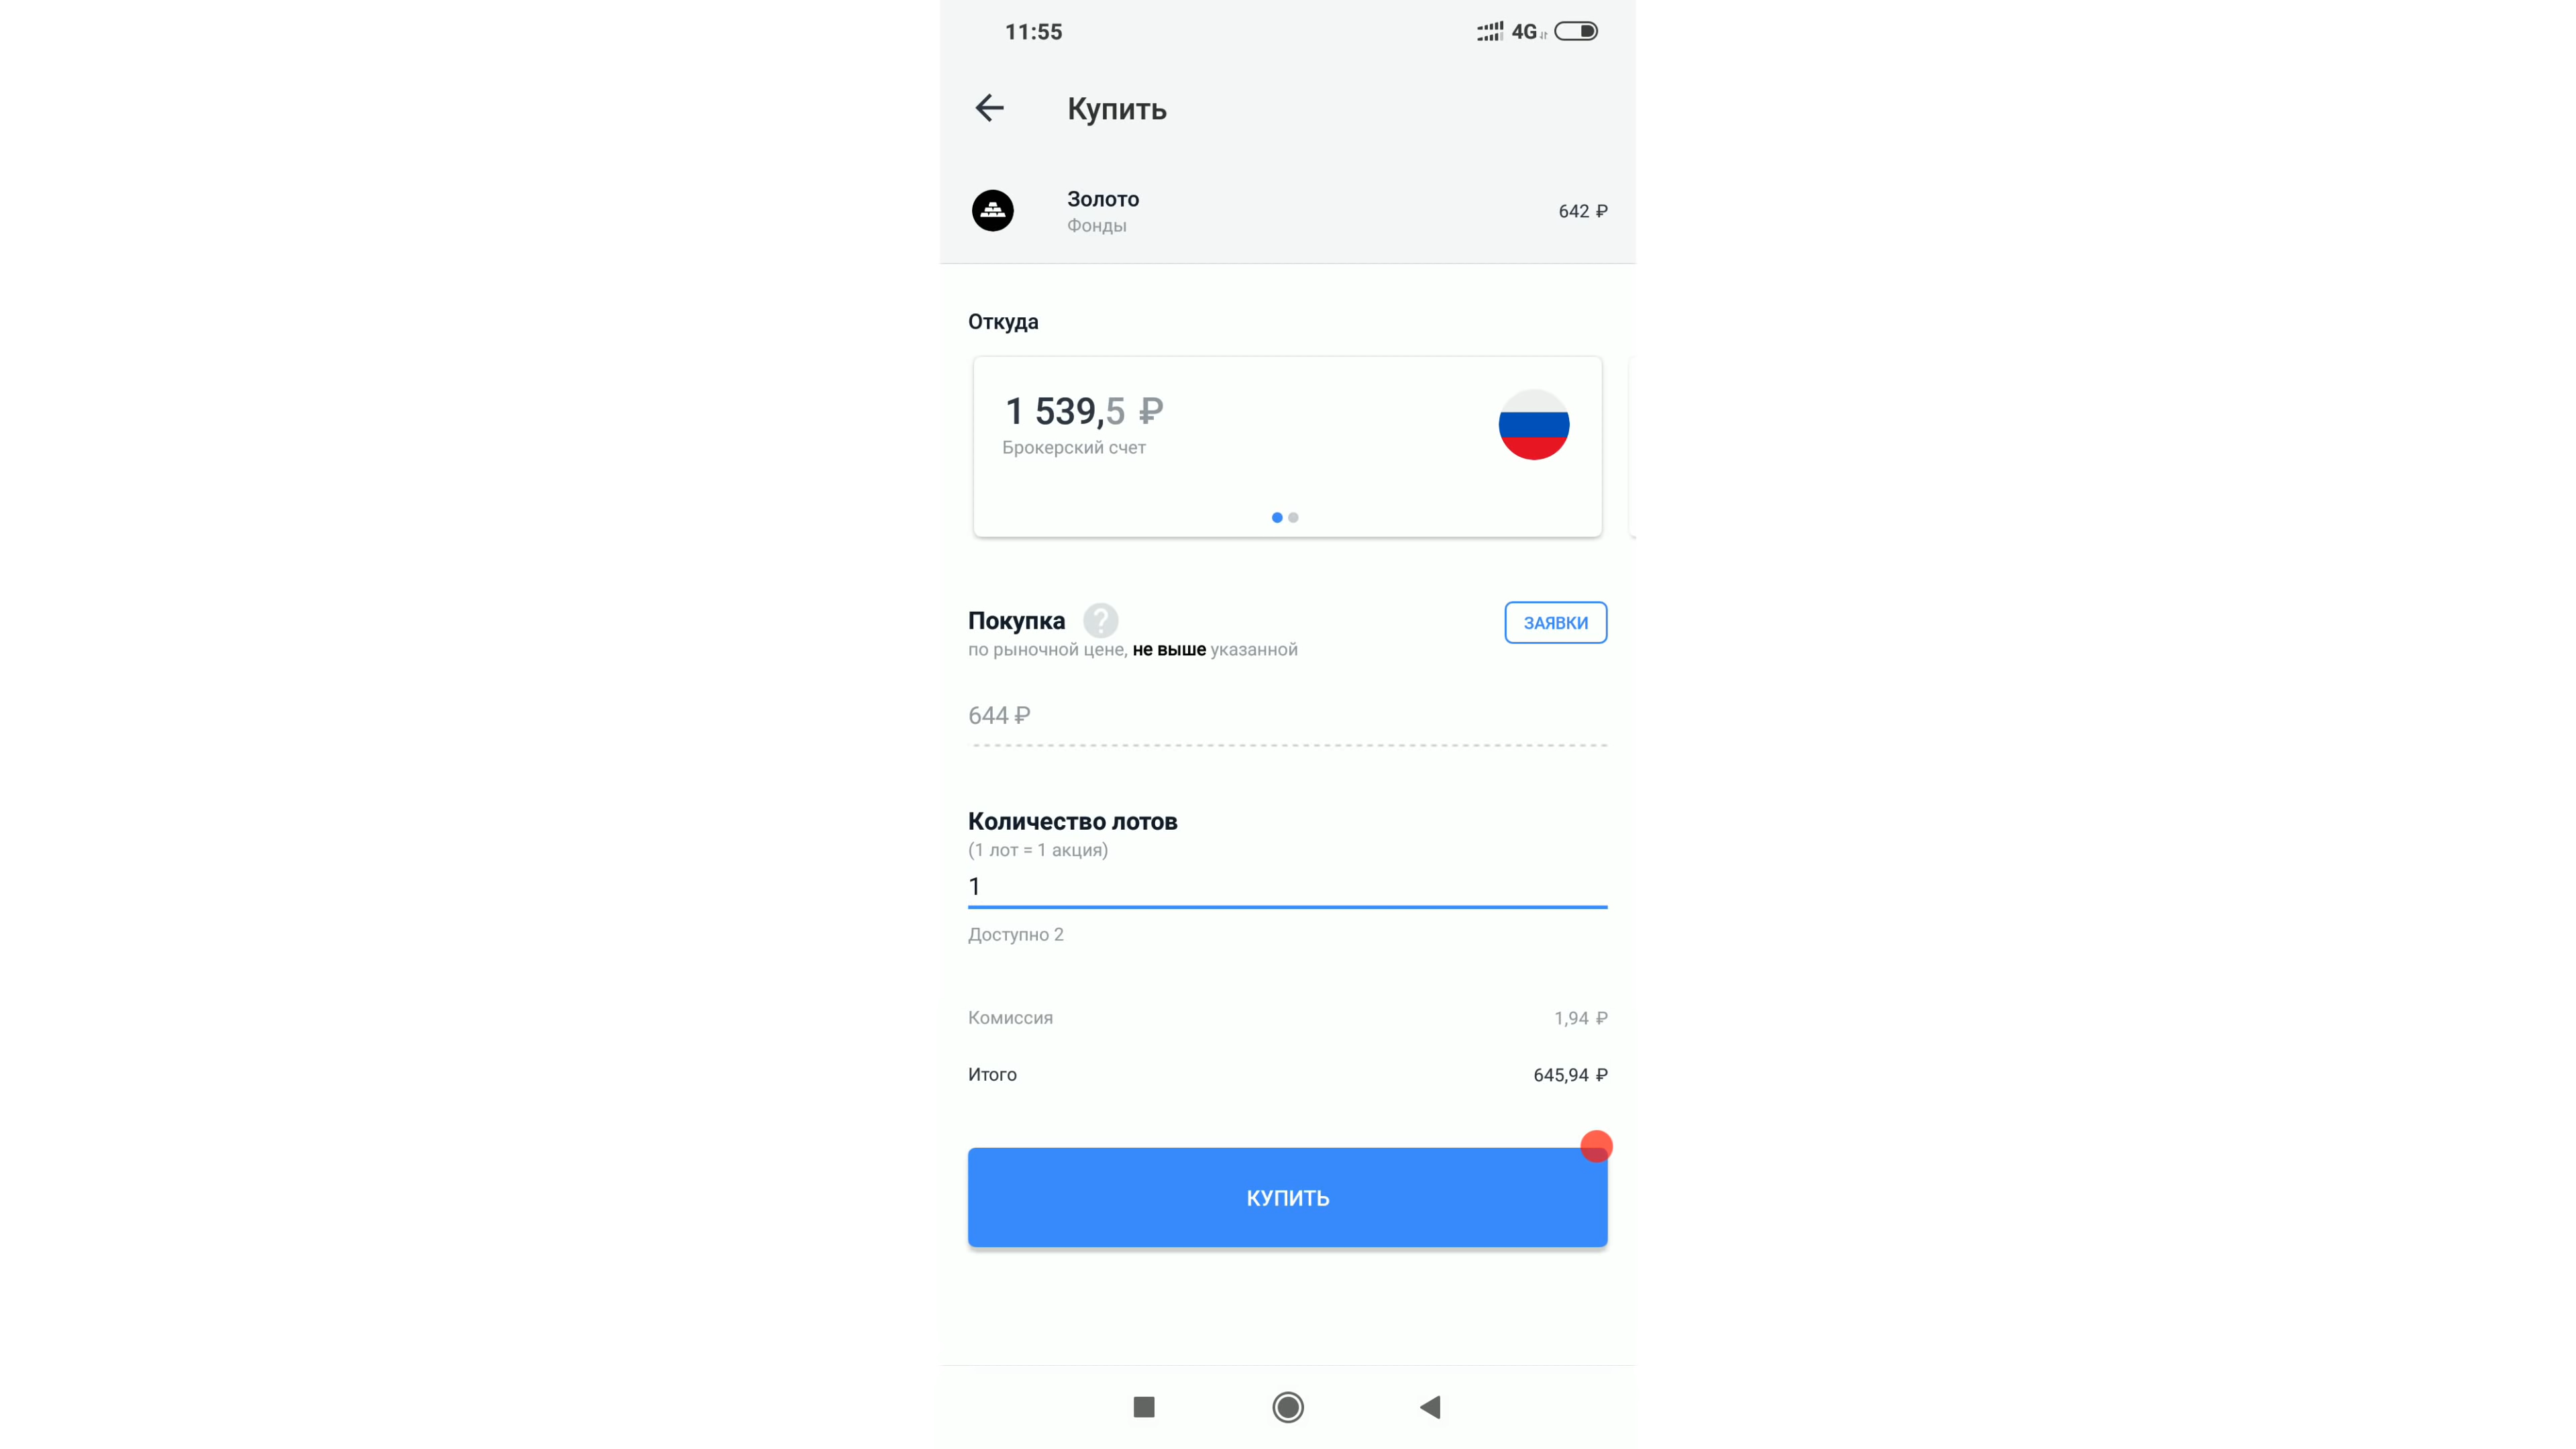 11:55
4G
Купить
Золото
Фонды
642 ₽
Откуда
1 539,5 ₽
Брокерский счет
Покупка ?
ЗАЯВКИ
по рыночной цене, не выше указанной
644 ₽
Количество лотов
(1 лот = 1 акция)
1
Доступно 2
Комиссия
1,94 ₽
Итого
645,94 ₽
КУПИТЬ